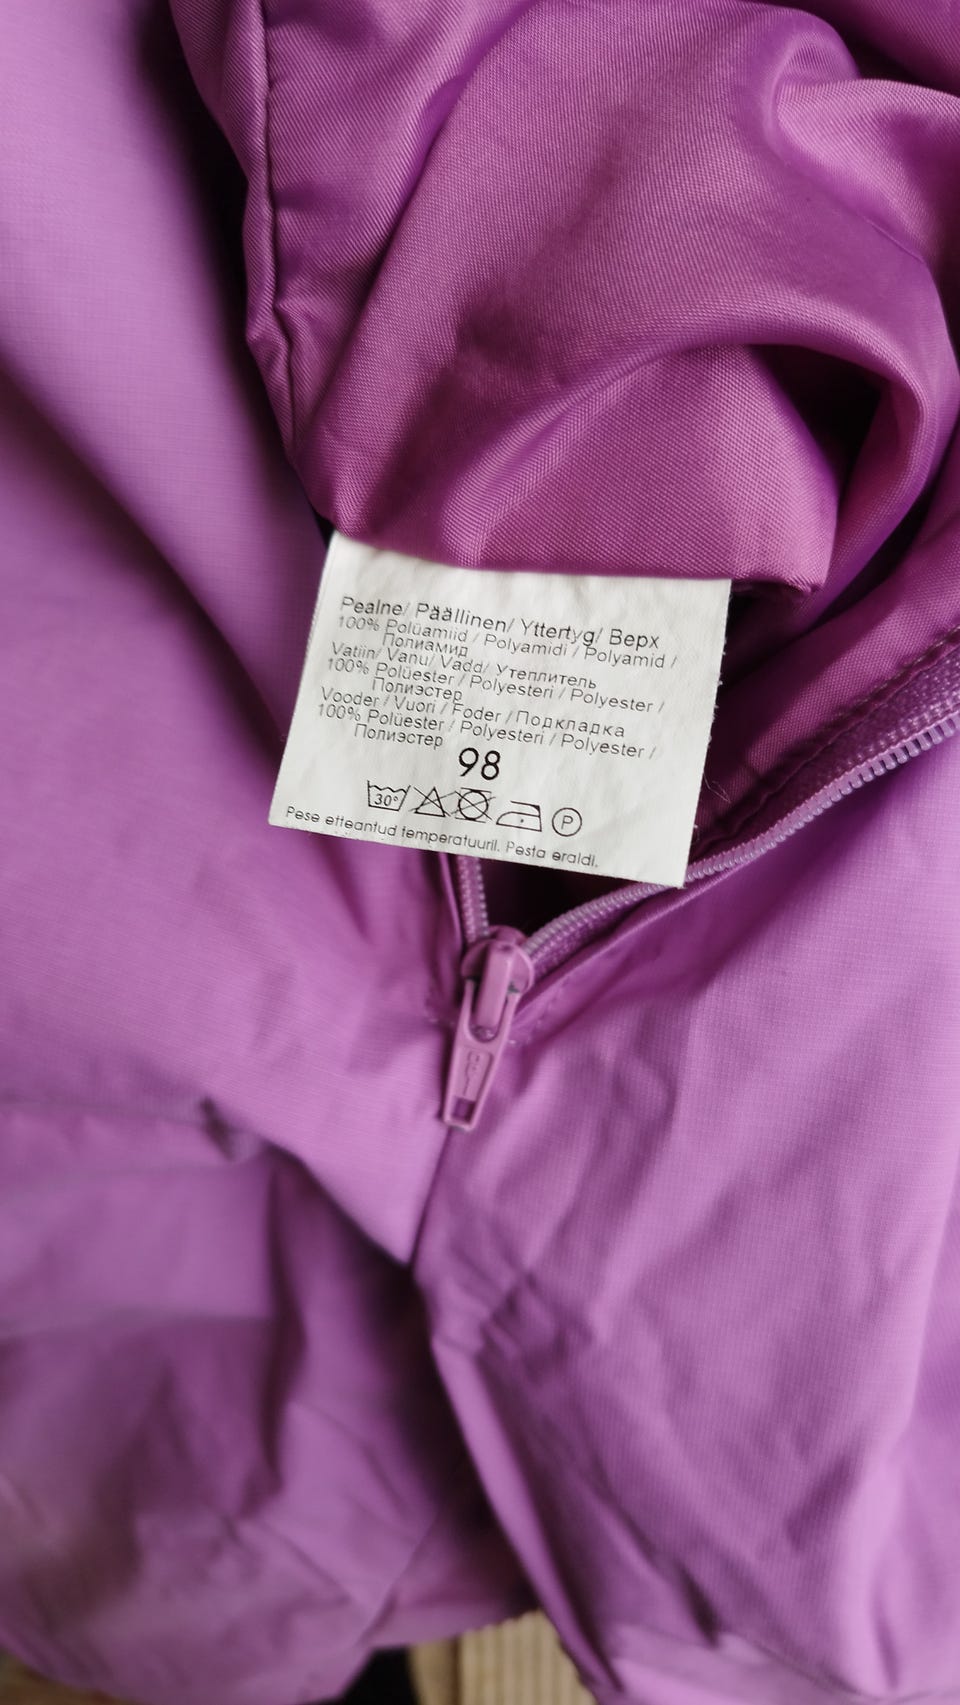 Pealne/ Päällinen/ Yttertyg/ Верх
100% Polüamiid / Polyamidi / Polyamid /
Полиамид
Vatiin/ Vanu/ Vadd/ Утеплитель
100% Polüester / Polyesteri / Polyester /
Полиэстер
Vooder / Vuori / Foder / Подкладка
100% Polüester / Polyesteri / Polyester /
Полиэстер
98
30° P
Pese etteantud temperatuuril. Pesta eraldi.